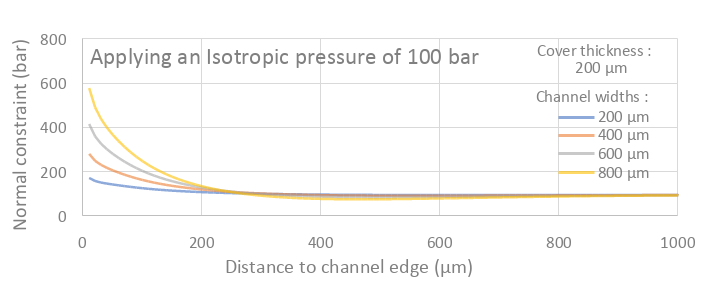 Applying an Isotropic pressure of 100 bar
Cover thickness :
200 µm
Channel widths :
200 µm
400 µm
600 µm
800 µm
Normal constraint (bar)
800
600
400
200
0
0 200 400 600 800 1000
Distance to channel edge (µm)